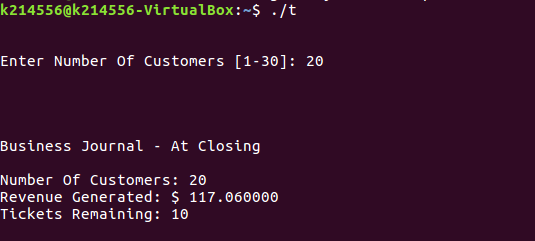 k214556@k214556-VirtualBox:~$ ./t
Enter Number Of Customers [1-30]: 20
Business Journal - At Closing
Number Of Customers: 20
Revenue Generated: $ 117.060000
Tickets Remaining: 10